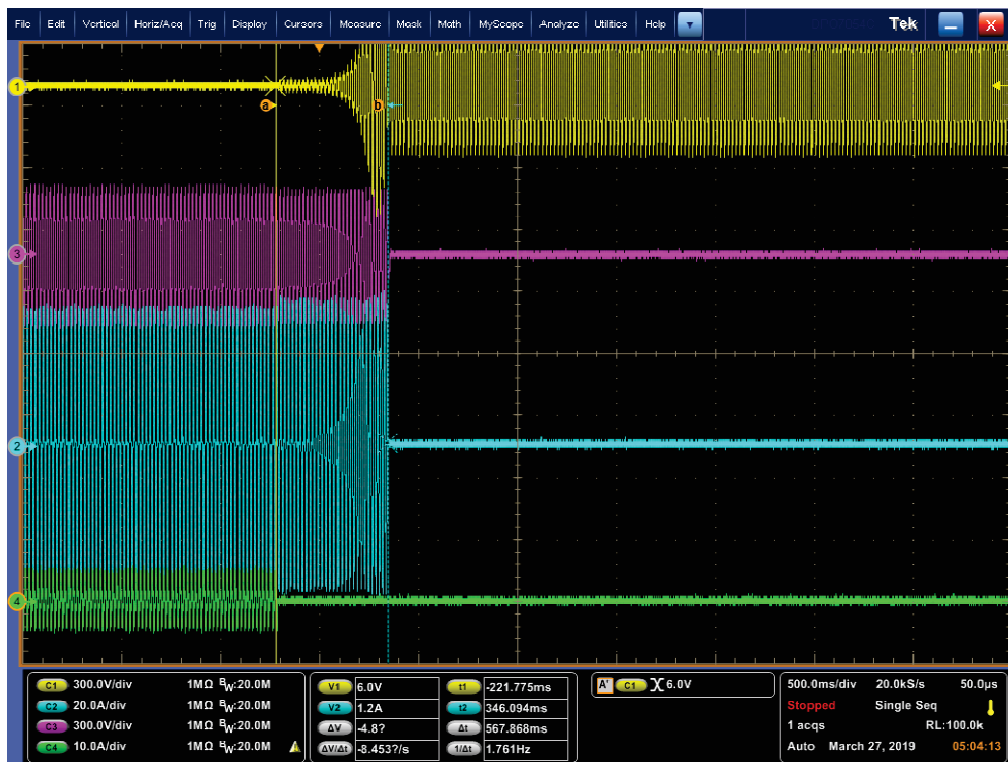 File Edit Vertical Horiz/Acq Trig Display Cursors Measure Mask Math MyScope Analyze Utilities Help Tek X
1
a b
3
2
4
C1 300.0V/div 1MΩ BW:20.0M
C2 20.0A/div 1MΩ BW:20.0M
C3 300.0V/div 1MΩ BW:20.0M
C4 10.0A/div 1MΩ BW:20.0M
V1 6.0V
V2 1.2A
ΔV -4.8?
ΔV/Δt -8.453?/s
t1 -221.775ms
t2 346.094ms
Δt 567.868ms
1/Δt 1.761Hz
A' C1 6.0V
500.0ms/div 20.0kS/s 50.0µs
Stopped Single Seq
1 acqs RL:100.0k
Auto March 27, 2019 05:04:13